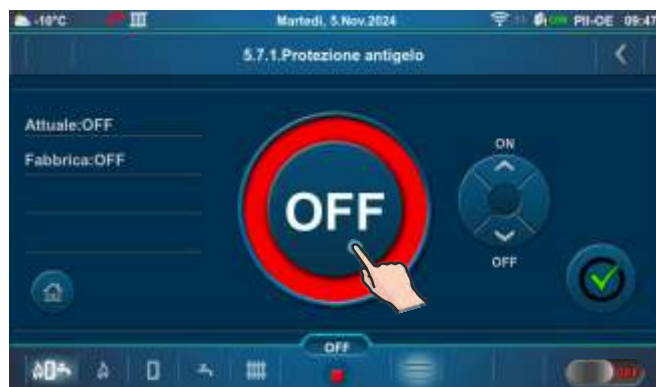 -10°C Martedì, 5.Nov.2024 PII-OE 09:47
5.7.1.Protezione antigelo
Attuale:OFF
Fabbrica:OFF
OFF
ON
OFF
OFF
OFF